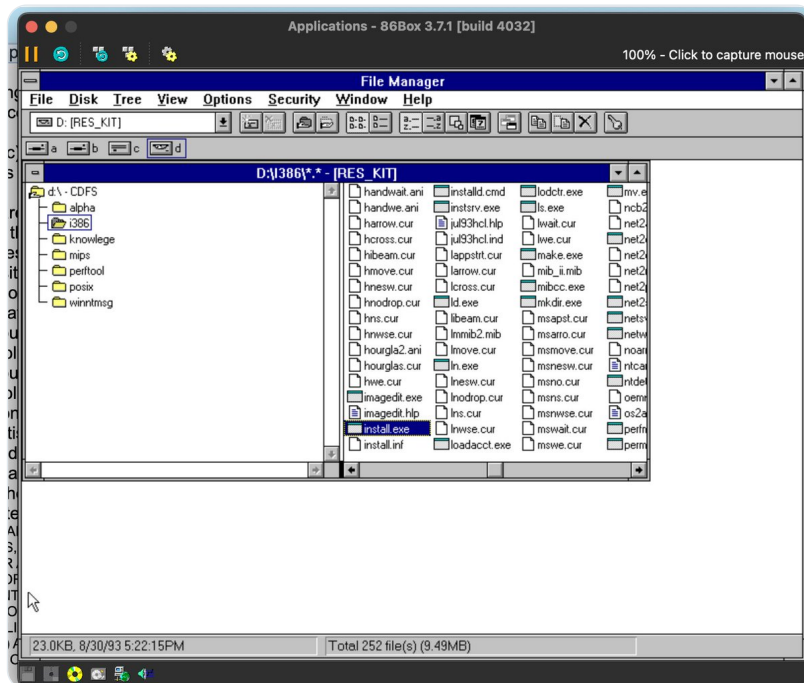 Applications - 86Box 3.7.1 [build 4032]
100% - Click to capture mouse
File Manager
File Disk Tree View Options Security Window Help
D: [RES_KIT]
a b c d
D:\I386\*.* - [RES_KIT]
d:\ - CDFS
alpha
i386
knowlege
mips
perftool
posix
winntmsg
handwait.ani
handwe.ani
harrow.cur
hcross.cur
hibeam.cur
hmove.cur
hnesw.cur
hnodrop.cur
hns.cur
hnwse.cur
hourgla2.ani
hourglas.cur
hwe.cur
imagedit.exe
imagedit.hlp
install.exe
install.inf
installd.cmd
instsrv.exe
jul93hcl.hlp
jul93hcl.ind
lappstrt.cur
larrow.cur
lcross.cur
ld.exe
libeam.cur
lmmib2.mib
lmove.cur
ln.exe
lnesw.cur
lnodrop.cur
lns.cur
lnwse.cur
loadacct.exe
lodctr.exe
ls.exe
lwait.cur
lwe.cur
make.exe
mib_ii.mib
mibcc.exe
mkdir.exe
msapst.cur
msarro.cur
msmove.cur
msnesw.cur
msno.cur
msns.cur
msnwse.cur
mswait.cur
mswe.cur
mv.e
ncb2
23.0KB, 8/30/93 5:22:15PM
Total 252 file(s) (9.49MB)